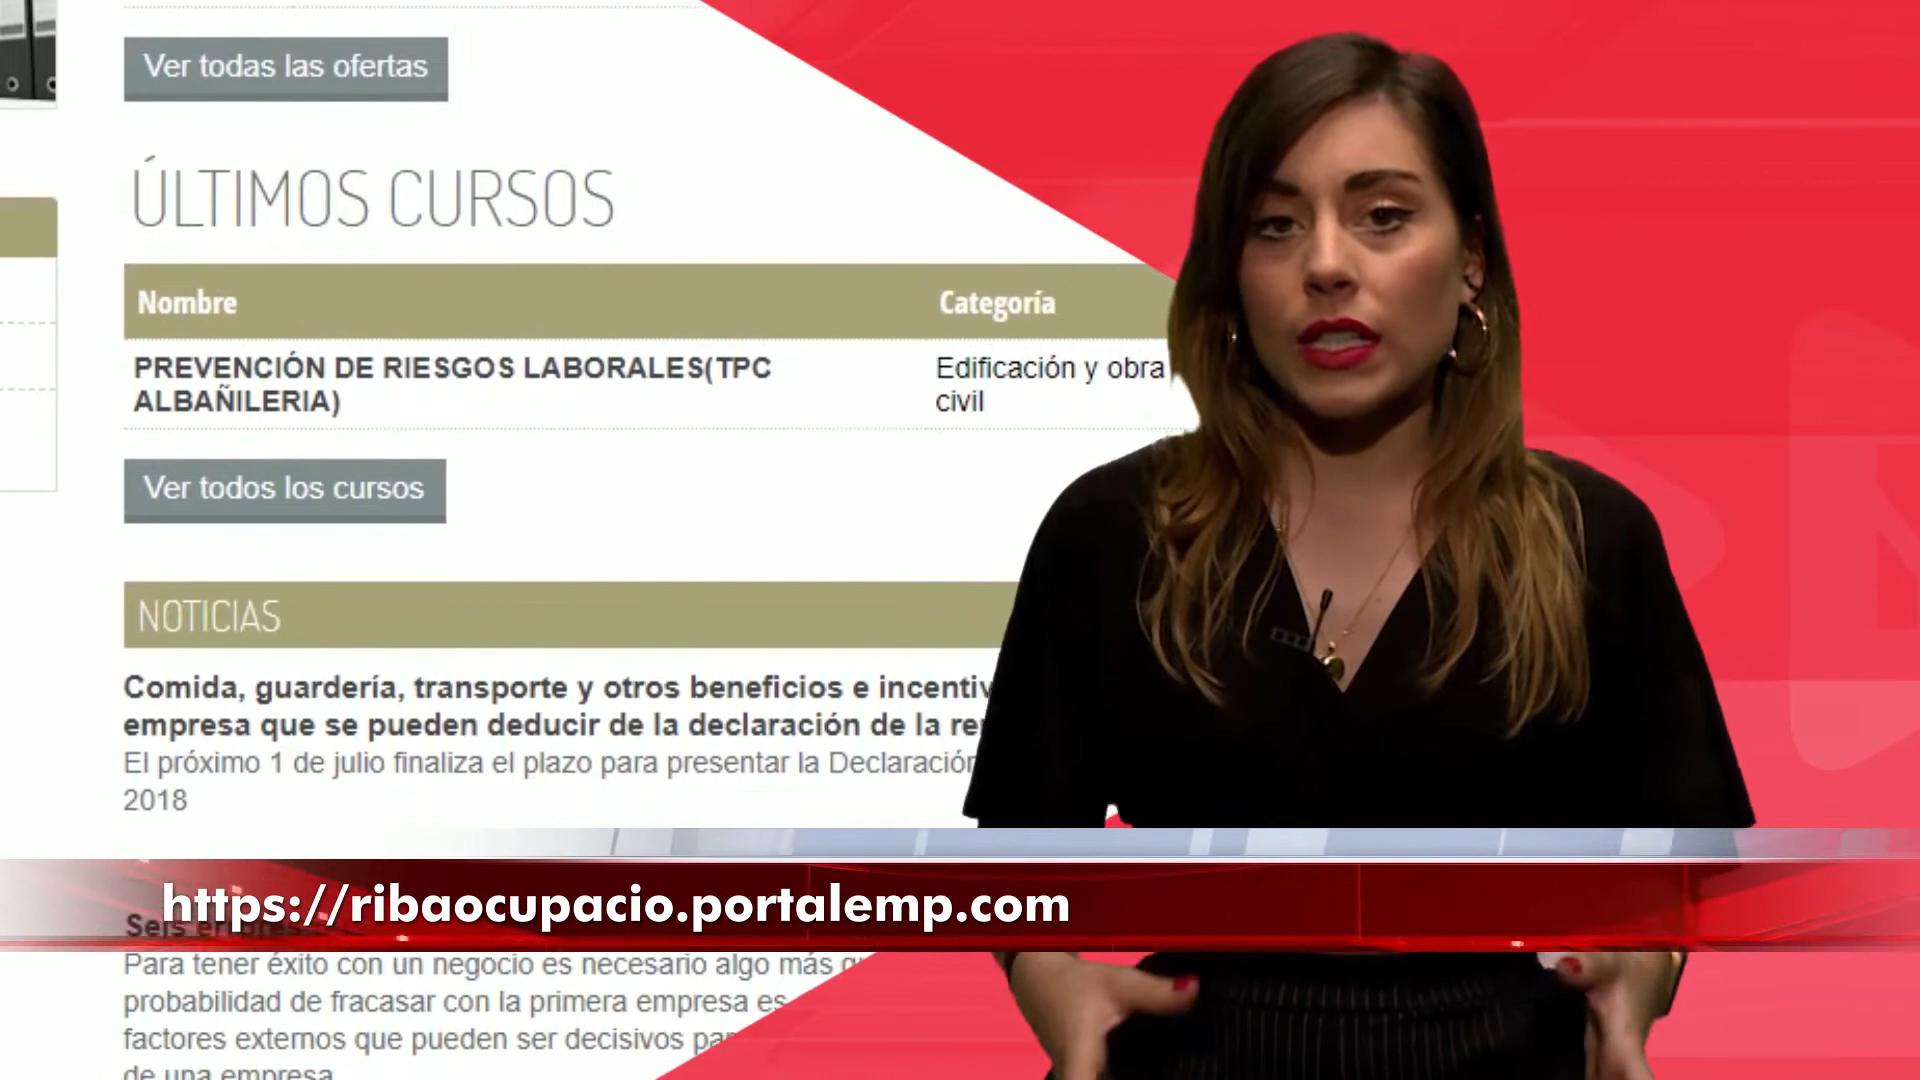 Ver todas las ofertas
ÚLTIMOS CURSOS
Nombre Categoría
PREVENCIÓN DE RIESGOS LABORALES(TPC Edificación y obra
ALBAÑILERIA) civil
Ver todos los cursos
NOTICIAS
Comida, guardería, transporte y otros beneficios e
empresa que se pueden deducir de la declaración de la
El próximo 1 de julio finaliza el plazo para presentar la Declaración
2018
https://ribaocupacio.portalemp.com
Seis
Para tener éxito con un negocio es necesario algo más
probabilidad de fracasar con la primera empresa es
factores externos que pueden ser decisivos
de una empresa